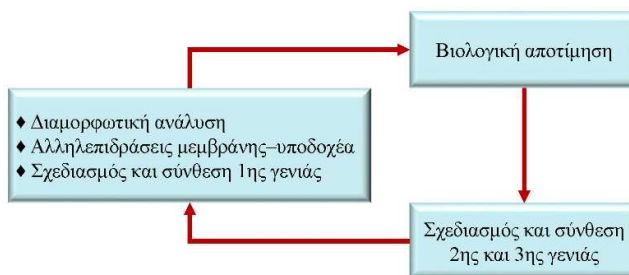 Βιολογική αποτίμηση
♦ Διαμορφωτική ανάλυση
♦ Αλληλεπιδράσεις μεμβράνης–υποδοχέα
♦ Σχεδιασμός και σύνθεση 1ης γενιάς
Σχεδιασμός και σύνθεση
2ης και 3ης γενιάς